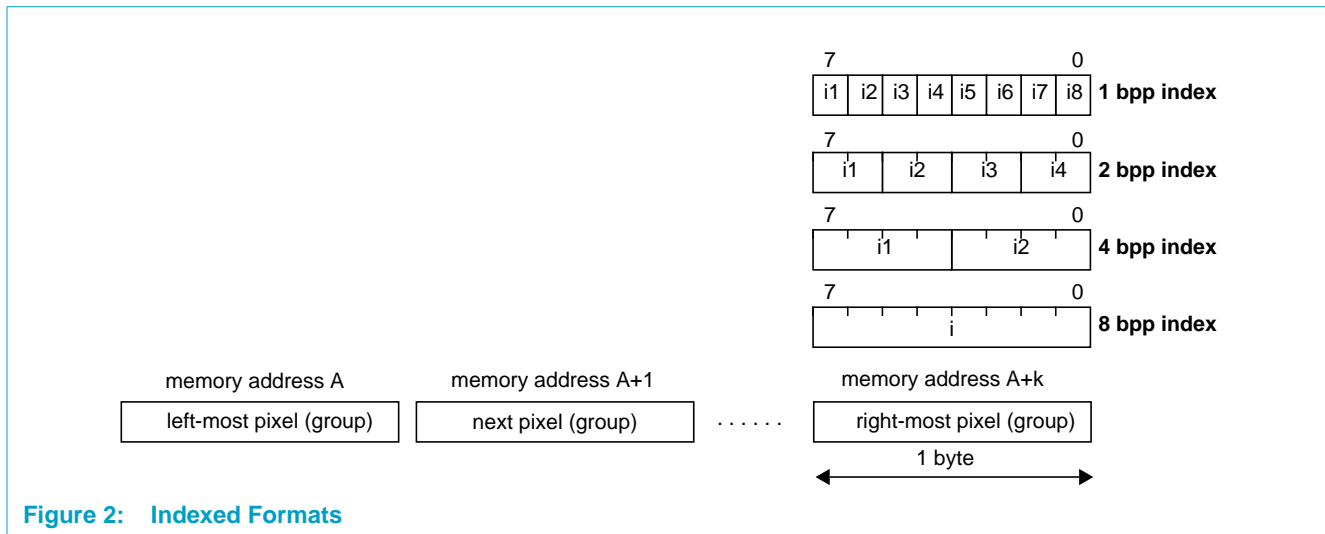 7 0
i1 i2 i3 i4 i5 i6 i7 i8 1 bpp index
7 0
i1 i2 i3 i4 2 bpp index
7 0
i1 i2 4 bpp index
7 0
i 8 bpp index
memory address A memory address A+1 memory address A+k
left-most pixel (group) next pixel (group) . . . . . . right-most pixel (group)
1 byte
Figure 2: Indexed Formats